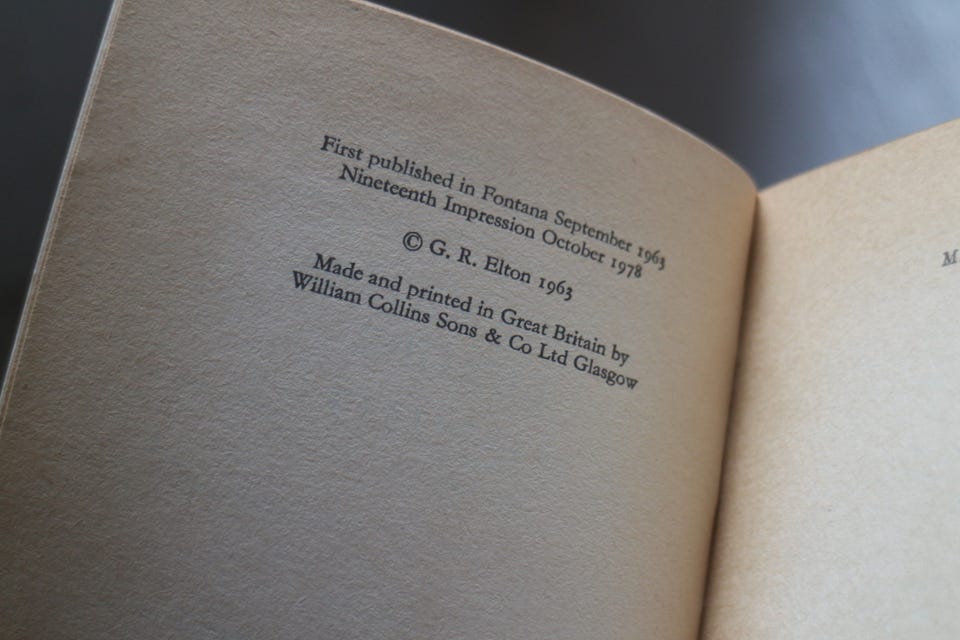 First published in Fontana September 1963
Nineteenth Impression October 1978
© G. R. Elton 1963
Made and printed in Great Britain by
William Collins Sons & Co Ltd Glasgow
M